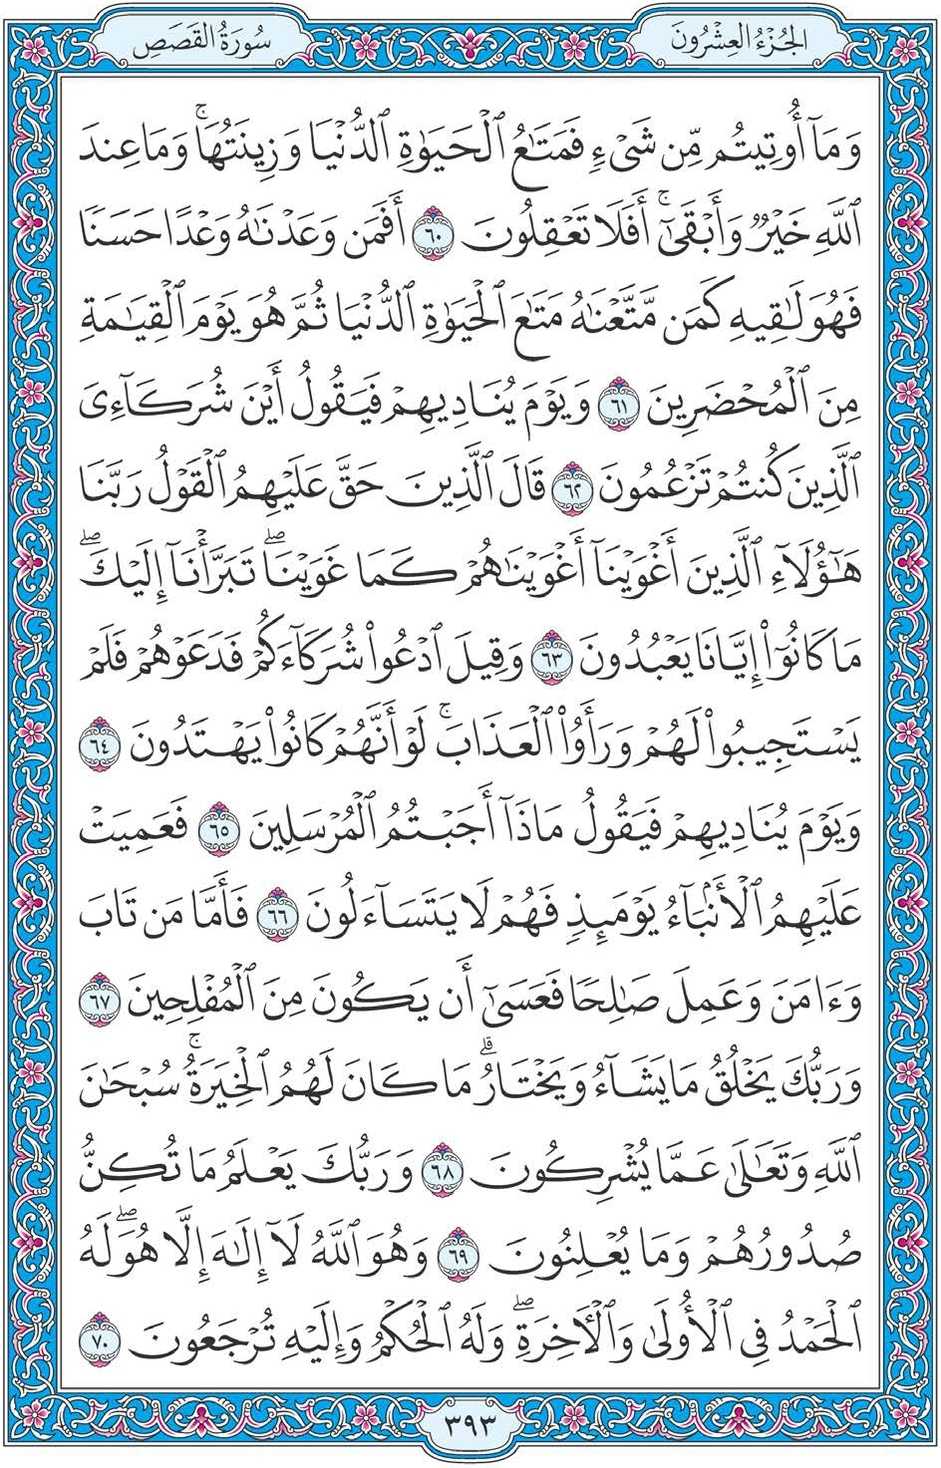 الجُزْءُ العِشْرُونَ
سُورَةُ القَصَصِ
وَمَآ أُوتِيتُم مِّن شَىْءٍ فَمَتَٰعُ ٱلْحَيَوٰةِ ٱلدُّنْيَا وَزِينَتُهَا ۚ وَمَا عِندَ
ٱللَّهِ خَيْرٌ وَأَبْقَىٰٓ ۚ أَفَلَا تَعْقِلُونَ ٦٠ أَفَمَن وَعَدْنَٰهُ وَعْدًا حَسَنًا
فَهُوَ لَٰقِيهِ كَمَن مَّتَّعْنَٰهُ مَتَٰعَ ٱلْحَيَوٰةِ ٱلدُّنْيَا ثُمَّ هُوَ يَوْمَ ٱلْقِيَٰمَةِ
مِنَ ٱلْمُحْضَرِينَ ٦١ وَيَوْمَ يُنَادِيهِمْ فَيَقُولُ أَيْنَ شُرَكَآءِىَ
ٱلَّذِينَ كُنتُمْ تَزْعُمُونَ ٦٢ قَالَ ٱلَّذِينَ حَقَّ عَلَيْهِمُ ٱلْقَوْلُ رَبَّنَا
هَٰٓؤُلَآءِ ٱلَّذِينَ أَغْوَيْنَآ أَغْوَيْنَٰهُمْ كَمَا غَوَيْنَا ۖ تَبَرَّأْنَآ إِلَيْكَ ۖ
مَا كَانُوٓا۟ إِيَّانَا يَعْبُدُونَ ٦٣ وَقِيلَ ٱدْعُوا۟ شُرَكَآءَكُمْ فَدَعَوْهُمْ فَلَمْ
يَسْتَجِيبُوا۟ لَهُمْ وَرَأَوُا۟ ٱلْعَذَابَ ۚ لَوْ أَنَّهُمْ كَانُوا۟ يَهْتَدُونَ ٦٤
وَيَوْمَ يُنَادِيهِمْ فَيَقُولُ مَاذَآ أَجَبْتُمُ ٱلْمُرْسَلِينَ ٦٥ فَعَمِيَتْ
عَلَيْهِمُ ٱلْأَنۢبَآءُ يَوْمَئِذٍ فَهُمْ لَا يَتَسَآءَلُونَ ٦٦ فَأَمَّا مَن تَابَ
وَءَامَنَ وَعَمِلَ صَٰلِحًا فَعَسَىٰٓ أَن يَكُونَ مِنَ ٱلْمُفْلِحِينَ ٦٧
وَرَبُّكَ يَخْلُقُ مَا يَشَآءُ وَيَخْتَارُ ۗ مَا كَانَ لَهُمُ ٱلْخِيَرَةُ ۚ سُبْحَٰنَ
ٱللَّهِ وَتَعَٰلَىٰ عَمَّا يُشْرِكُونَ ٦٨ وَرَبُّكَ يَعْلَمُ مَا تُكِنُّ
صُدُورُهُمْ وَمَا يُعْلِنُونَ ٦٩ وَهُوَ ٱللَّهُ لَآ إِلَٰهَ إِلَّا هُوَ ۖ لَهُ
ٱلْحَمْدُ فِى ٱلْأُولَىٰ وَٱلْءَاخِرَةِ ۖ وَلَهُ ٱلْحُكْمُ وَإِلَيْهِ تُرْجَعُونَ ٧٠
٣٩٣